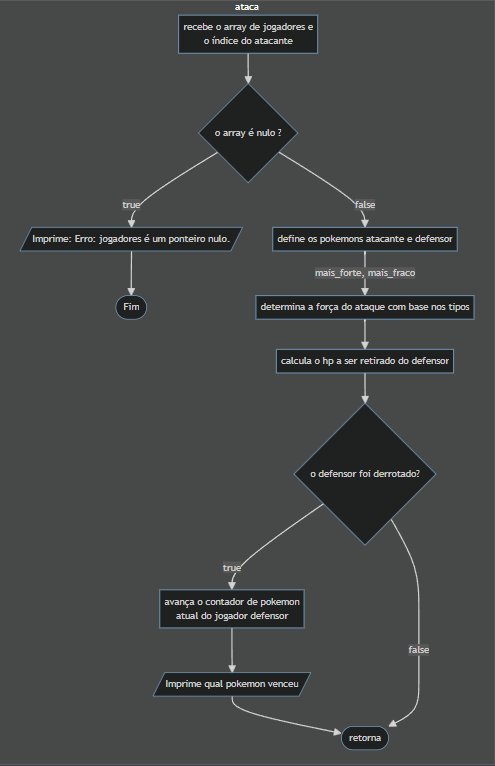 ataca
recebe o array de jogadores e
o índice do atacante
o array é nulo ?
true
false
Imprime: Erro: jogadores é um ponteiro nulo.
define os pokemons atacante e defensor
mais_forte, mais_fraco
Fim
determina a força do ataque com base nos tipos
calcula o hp a ser retirado do defensor
o defensor foi derrotado?
true
avança o contador de pokemon
atual do jogador defensor
false
Imprime qual pokemon venceu
retorna